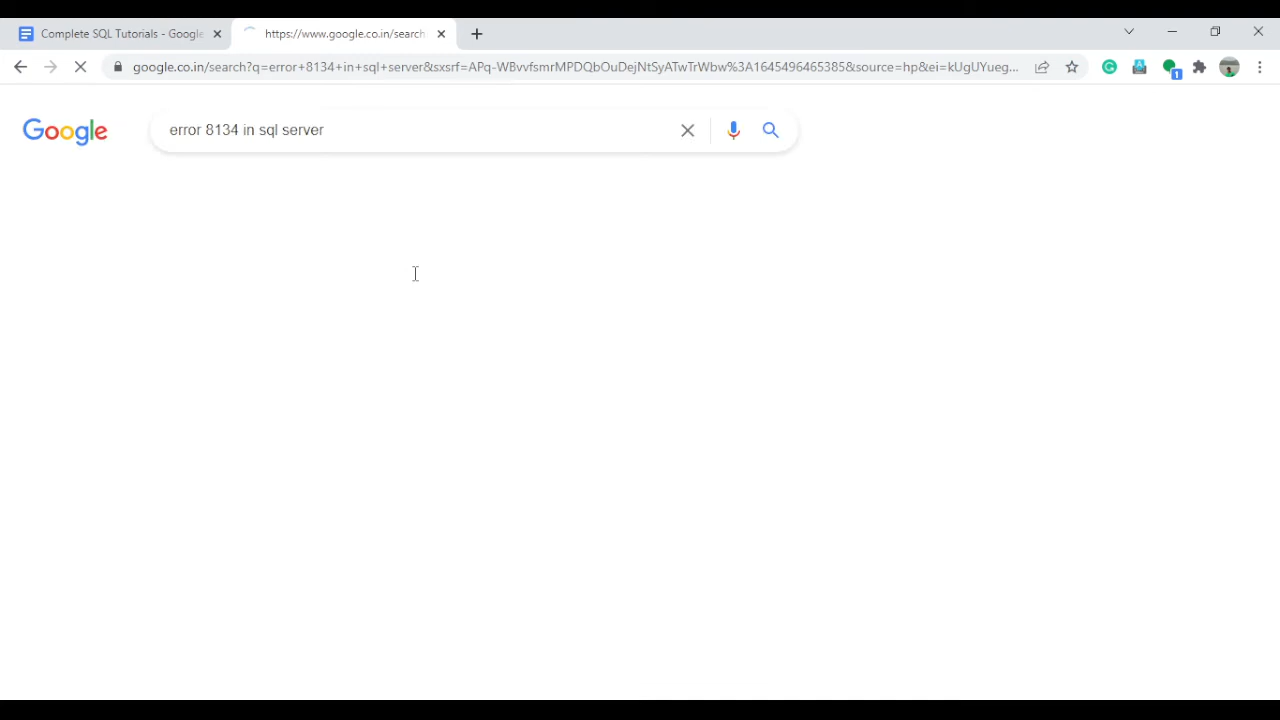 Complete SQL Tutorials - Google
https://www.google.co.in/search
google.co.in/search?q=error+8134+in+sql+server&sxsrf=APq-WBvvfsmrMPDQbOuDejNtSyATwTrWbw%3A1645496465385&source=hp&ei=kUgUYueg...
1
Google
error 8134 in sql server